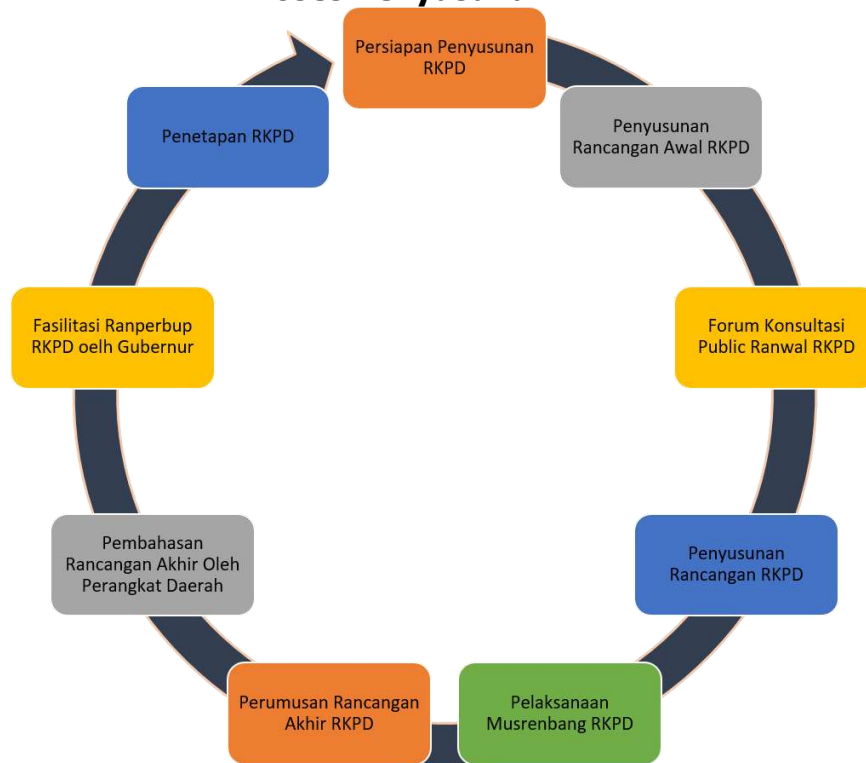 Persiapan Penyusunan
RKPD
Penyusunan
Rancangan Awal RKPD
Forum Konsultasi
Public Ranwal RKPD
Penyusunan
Rancangan RKPD
Pelaksanaan
Musrenbang RKPD
Perumusan Rancangan
Akhir RKPD
Pembahasan
Rancangan Akhir Oleh
Perangkat Daerah
Fasilitasi Ranperbup
RKPD oelh Gubernur
Penetapan RKPD